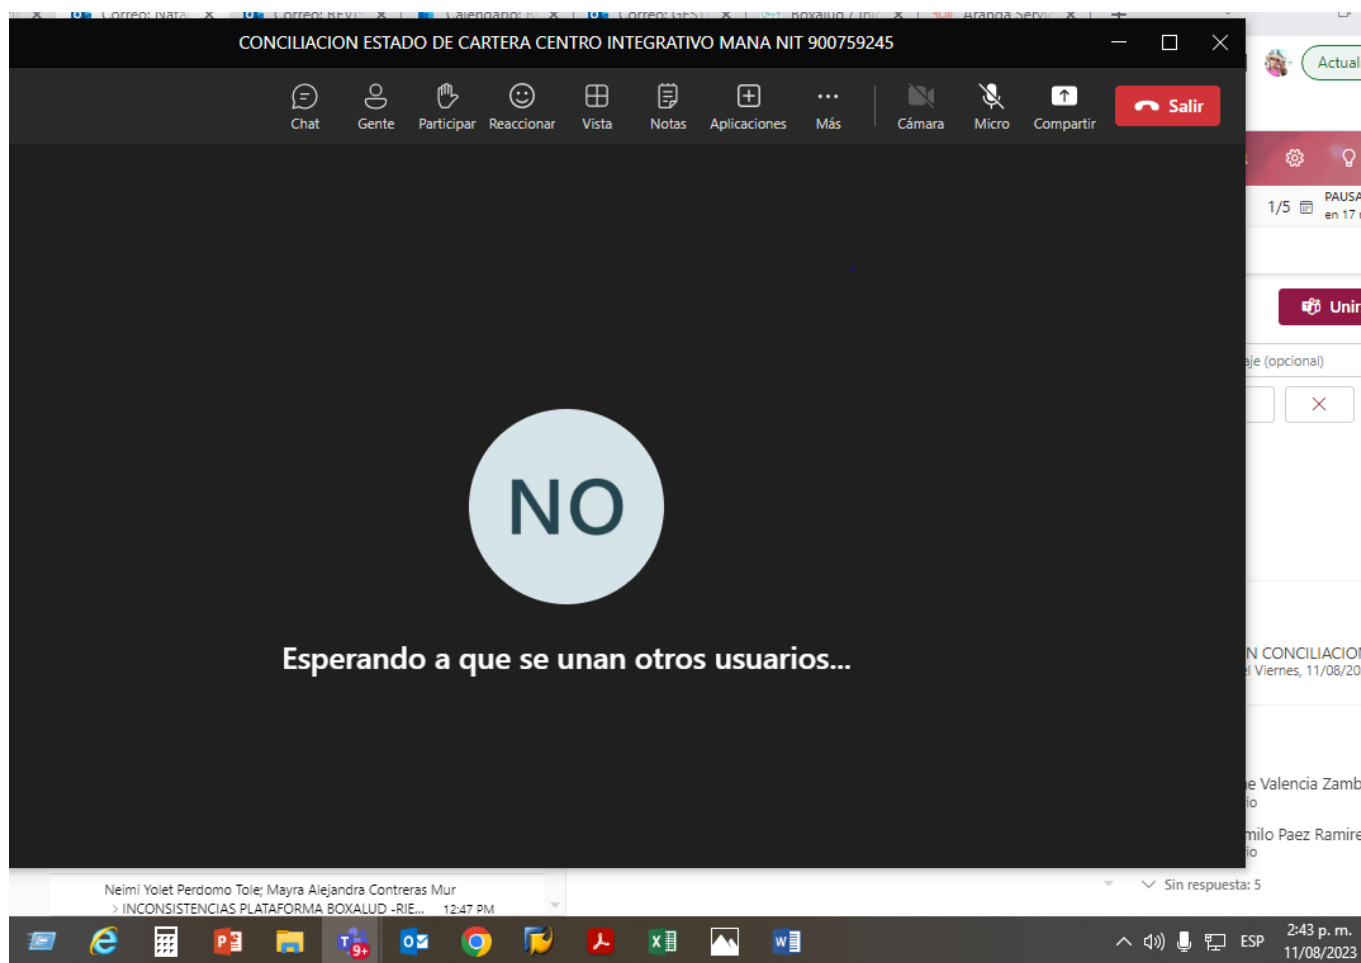 CONCILIACION ESTADO DE CARTERA CENTRO INTEGRATIVO MANA NIT 900759245
Chat
Gente
Participar
Reaccionar
Vista
Notas
Aplicaciones
Más
Cámara
Micro
Compartir
Salir
Actual
1/5
PAUSA
en 17
Unir
(opcional)
NO
Esperando a que se unan otros usuarios...
N CONCILIACION
Viernes, 11/08/20
Valencia Zamb
Paez Ramire
Sin respuesta: 5
Neimi Yolet Perdomo Tole; Mayra Alejandra Contreras Mur
> INCONSISTENCIAS PLATAFORMA BOXALUD -RIE... 12:47 PM
9+
ESP
2:43 p. m.
11/08/2023